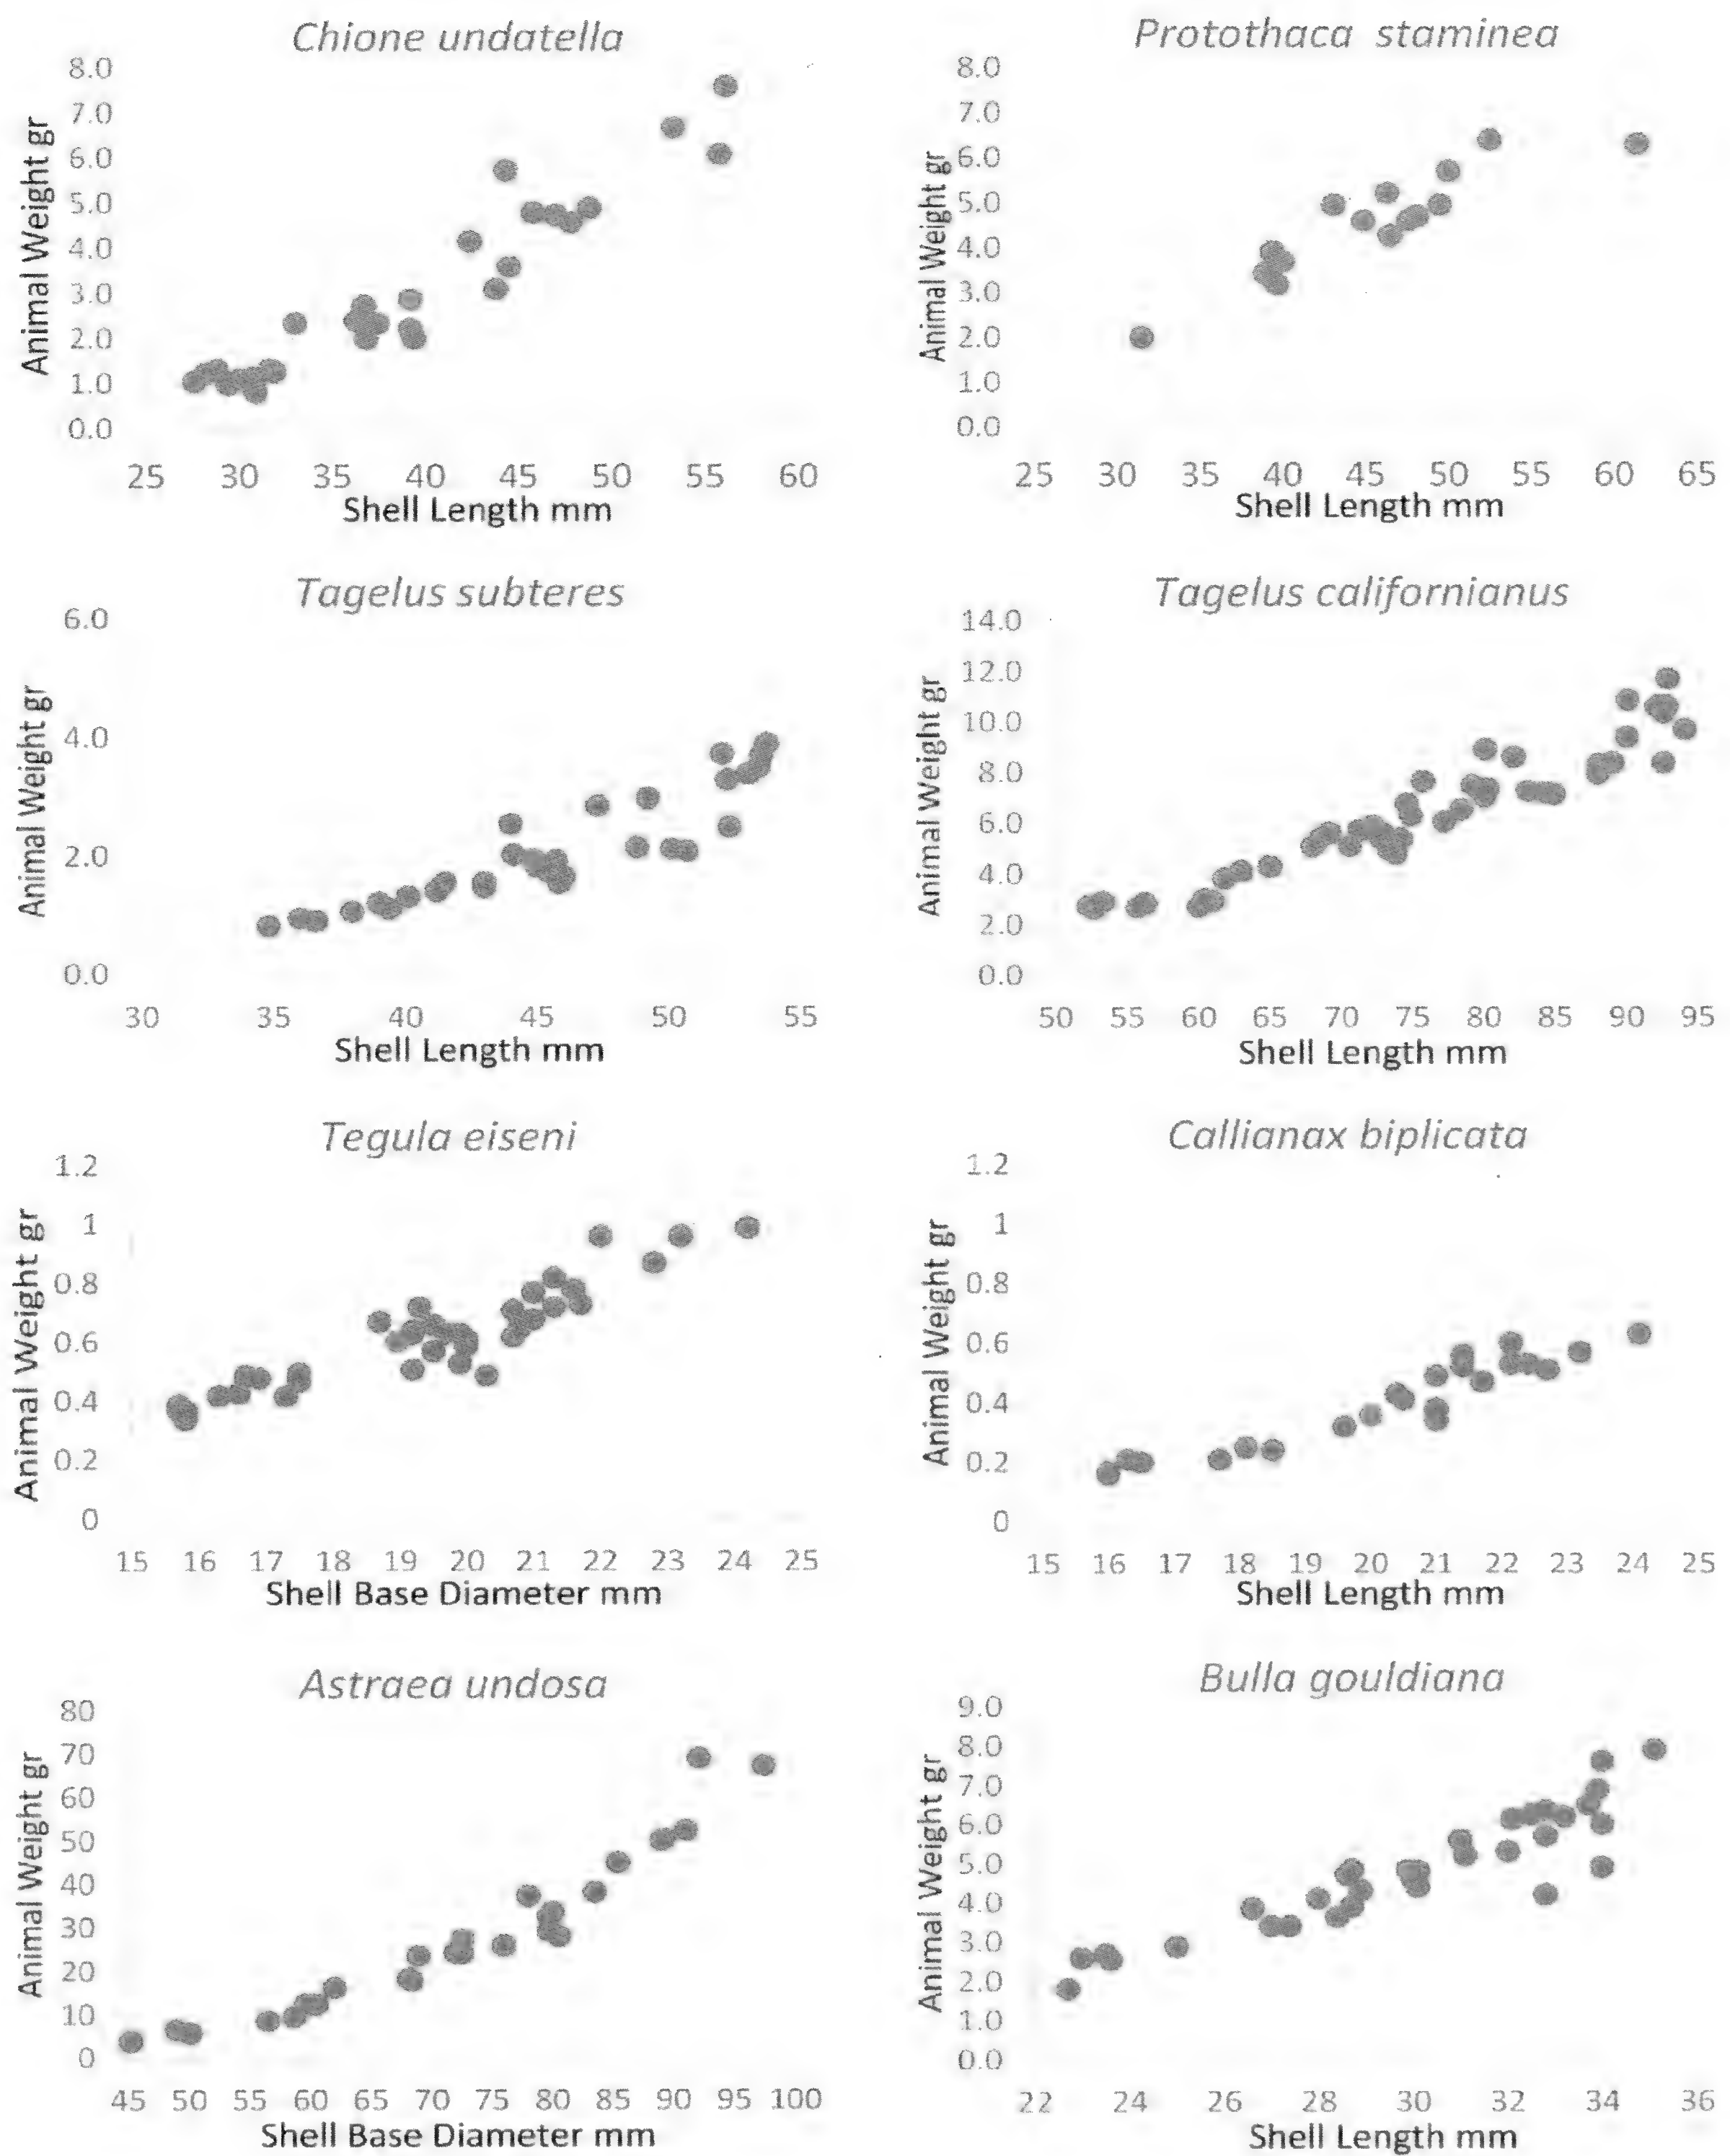 Chione undatella
8.0
7.0
6.0
5.0
4.0
3.0
2.0
1.0
0.0
Animal Weight gr
25 30 35 40 45 50 55 60
Shell Length mm
Protothaca staminea
8.0
7.0
6.0
5.0
4.0
3.0
2.0
1.0
0.0
Animal Weight gr
25 30 35 40 45 50 55 60 65
Shell Length mm
Tagelus subteres
6.0
4.0
2.0
0.0
Animal Weight gr
30 35 40 45 50 55
Shell Length mm
Tagelus californianus
14.0
12.0
10.0
8.0
6.0
4.0
2.0
0.0
Animal Weight gr
50 55 60 65 70 75 80 85 90 95
Shell Length mm
Tegula eiseni
1.2
1
0.8
0.6
0.4
0.2
0
Animal Weight gr
15 16 17 18 19 20 21 22 23 24 25
Shell Base Diameter mm
Callianax biplicata
1.2
1
0.8
0.6
0.4
0.2
0
Animal Weight gr
15 16 17 18 19 20 21 22 23 24 25
Shell Length mm
Astraea undosa
80
70
60
50
40
30
20
10
0
Animal Weight gr
45 50 55 60 65 70 75 80 85 90 95 100
Shell Base Diameter mm
Bulla gouldiana
9.0
8.0
7.0
6.0
5.0
4.0
3.0
2.0
1.0
0.0
Animal Weight gr
22 24 26 28 30 32 34 36
Shell Length mm